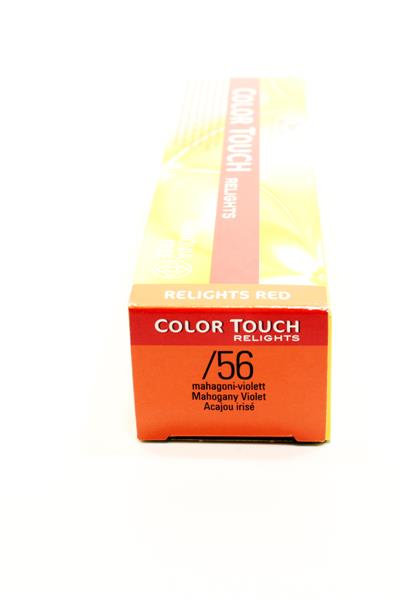 COLOR TOUCH
RELIGHTS
RELIGHTS RED
COLOR TOUCH
RELIGHTS
/56
mahagoni-violett
Mahogany Violet
Acajou irisé